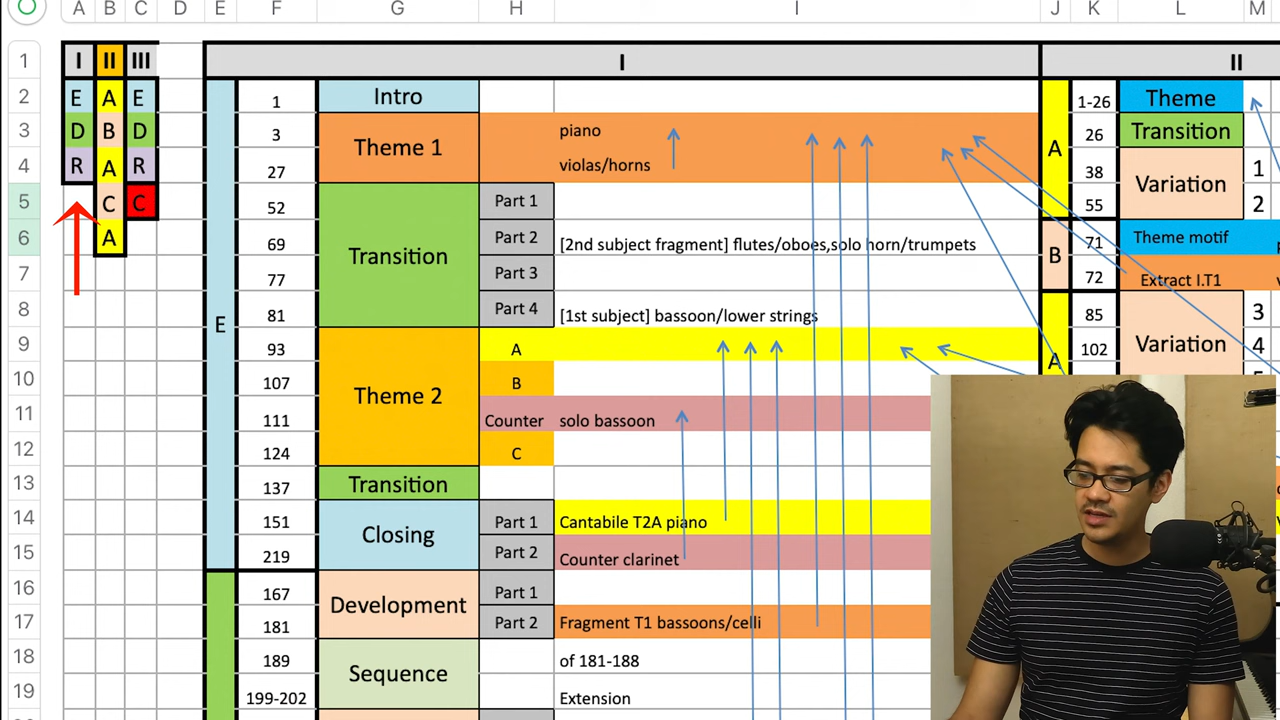 A B C D E F G H I J K L M
1 I II III I II
2 E A E 1 Intro 1-26 Theme
3 D B D 3 Theme 1 piano 26 Transition
4 R A R 27 violas/horns A 38 Variation 1
5 C C 52 Part 1 55 2
6 A 69 Transition Part 2 [2nd subject fragment] flutes/oboes,solo horn/trumpets B 71 Theme motif
7 77 Part 3 72 Extract I.T1
8 E 81 Part 4 [1st subject] bassoon/lower strings 85 3
9 93 Theme 2 A A 102 Variation 4
10 107 B
11 111 Counter solo bassoon
12 124 C
13 137 Transition
14 151 Closing Part 1 Cantabile T2A piano
15 219 Part 2 Counter clarinet
16 167 Development Part 1
17 181 Part 2 Fragment T1 bassoons/celli
18 189 Sequence of 181-188
19 199-202 Extension